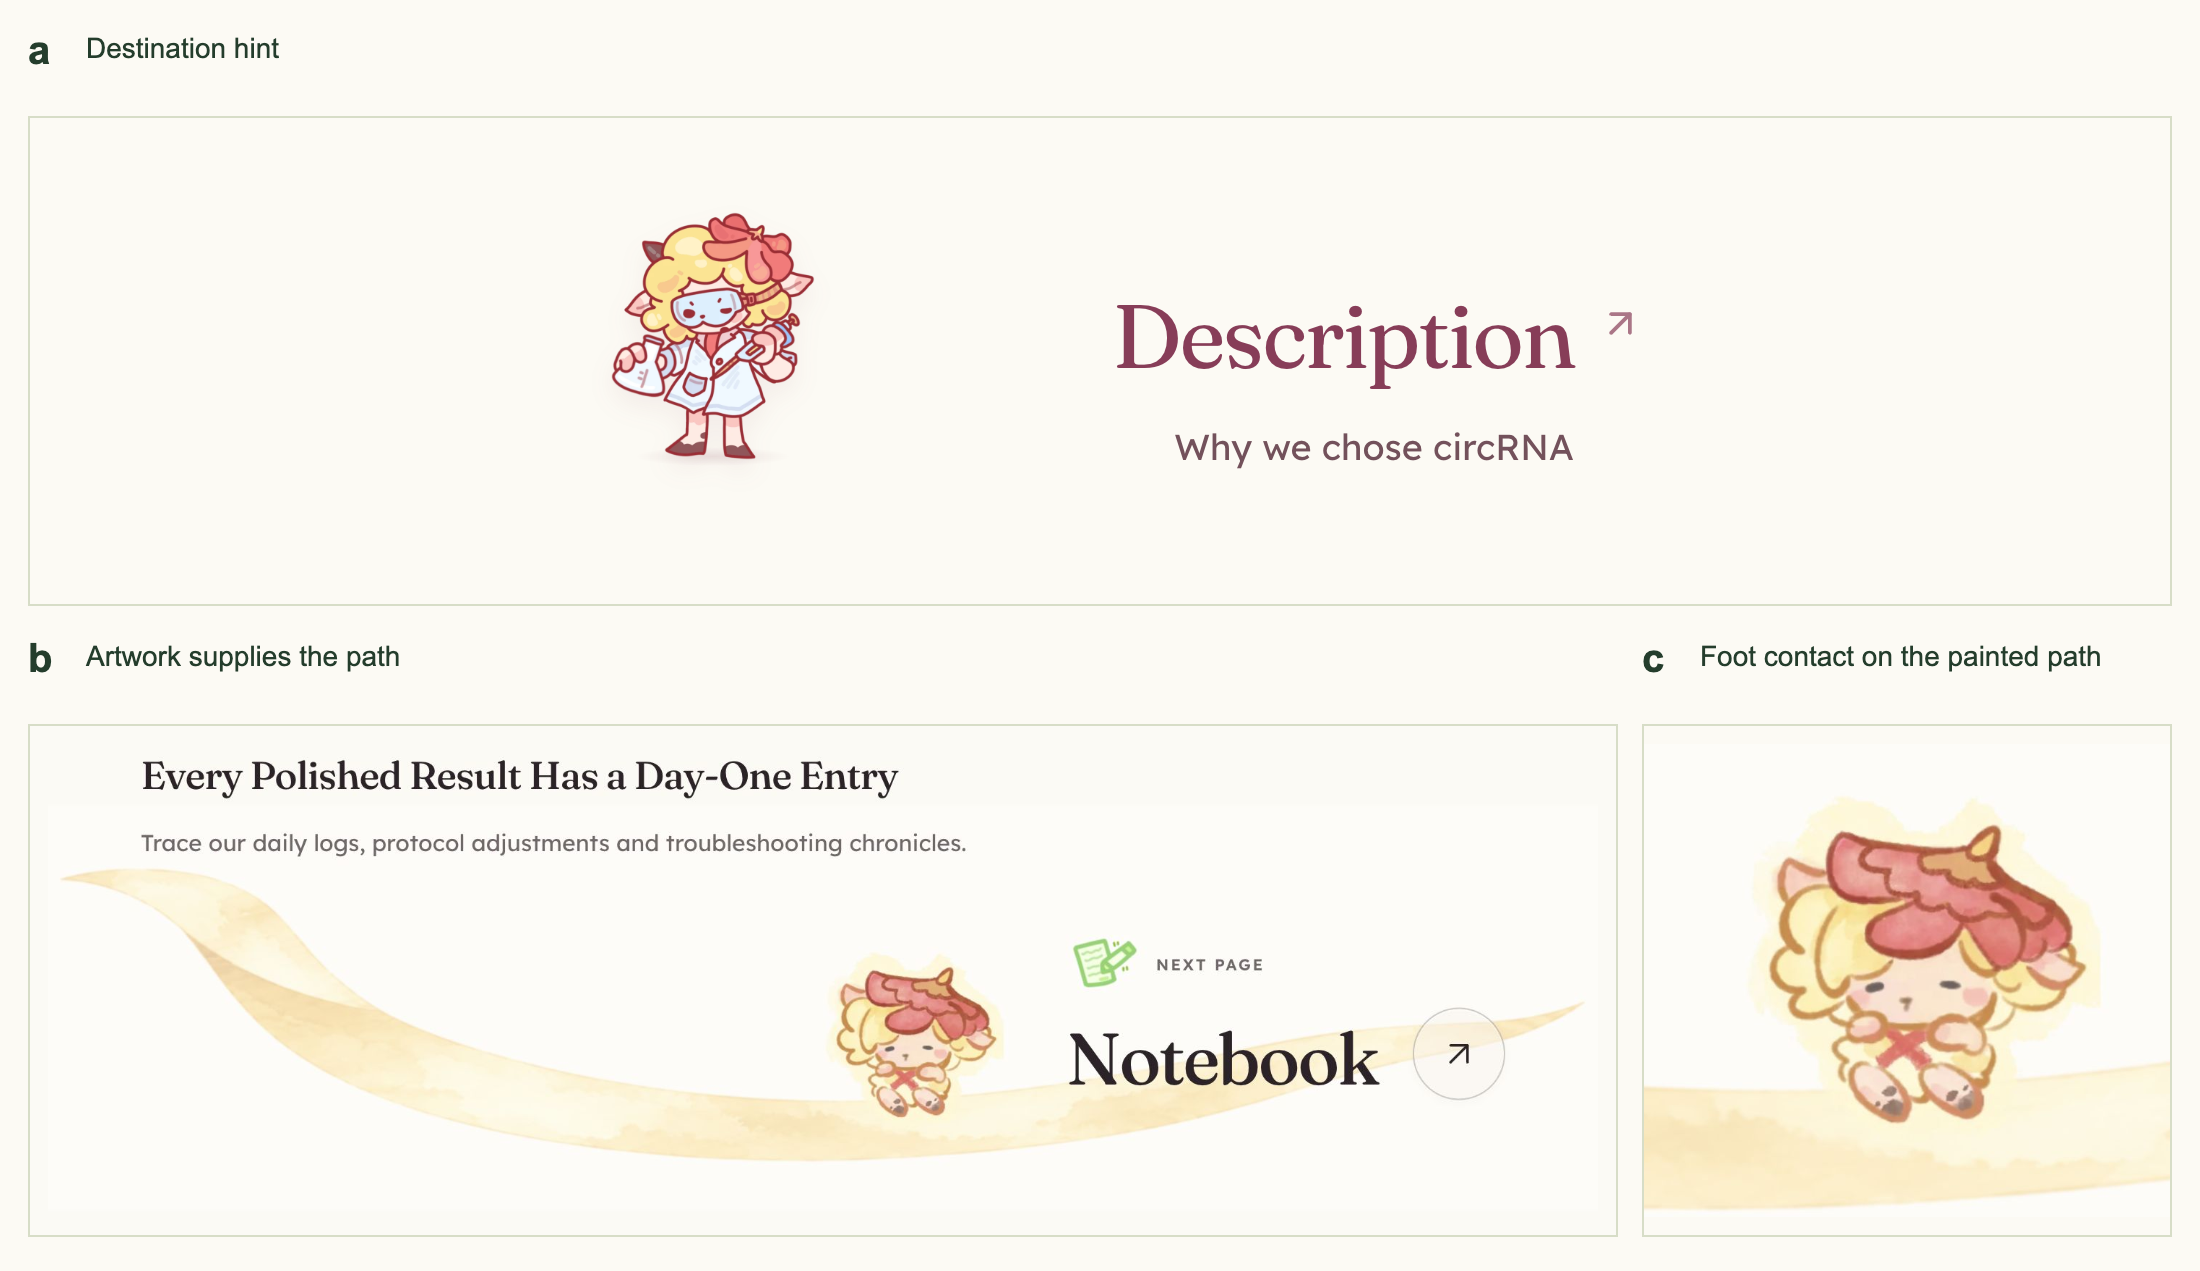 a Destination hint
Description
Why we chose circRNA
b Artwork supplies the path
Every Polished Result Has a Day-One Entry
Trace our daily logs, protocol adjustments and troubleshooting chronicles.
NEXT PAGE
Notebook
c Foot contact on the painted path